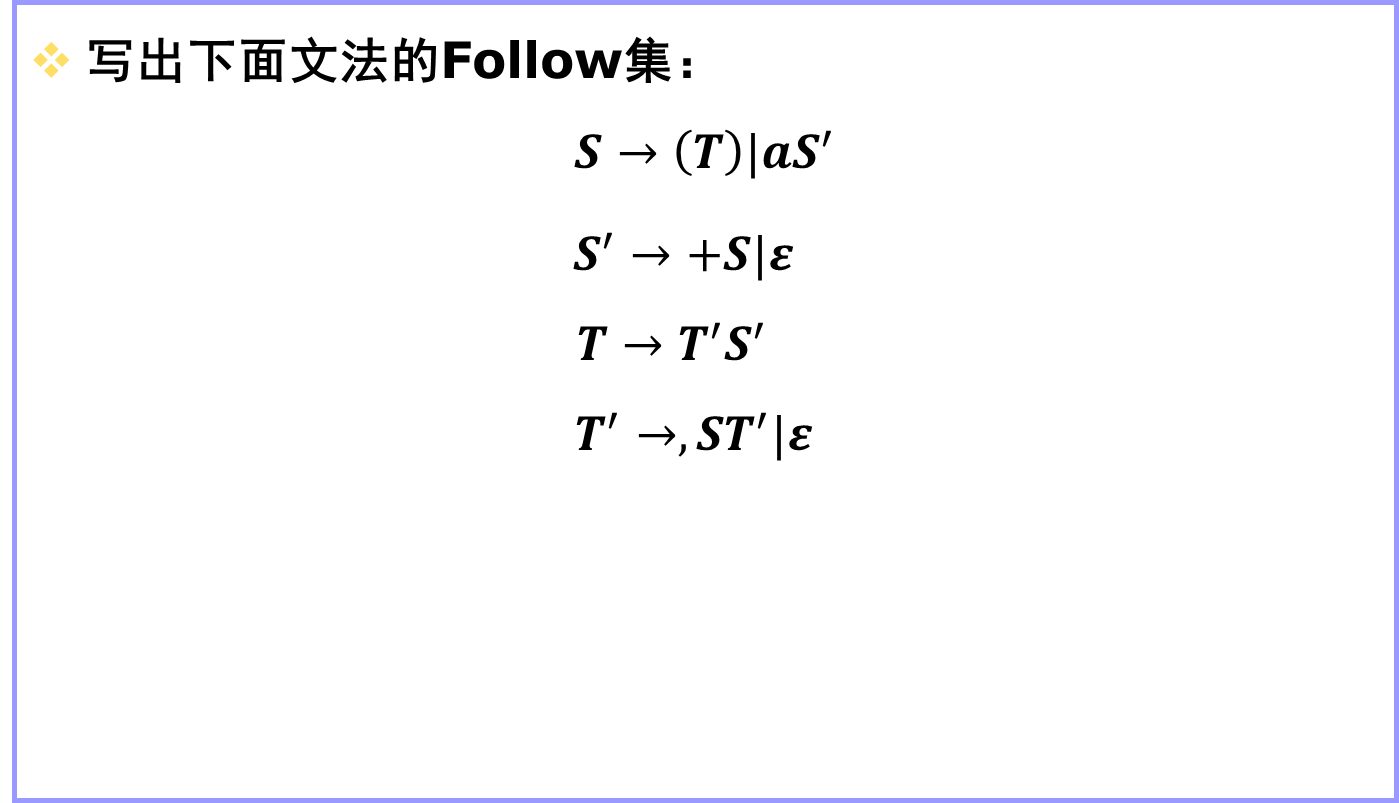 写出下面文法的Follow集：
S → (T)|aS′
S′ → +S|ε
T → T′S′
T′ →,ST′|ε